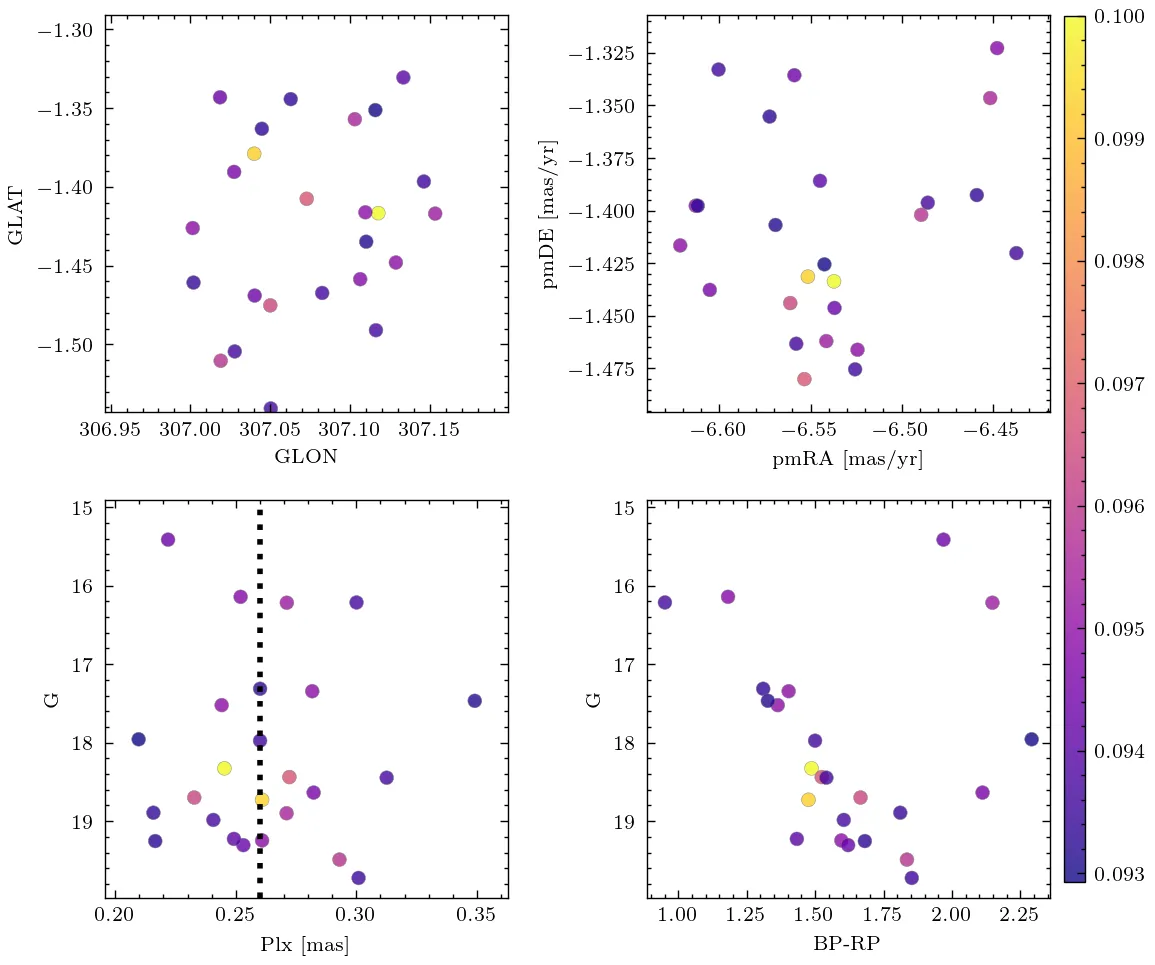 −1.30
−1.35
−1.40
−1.45
−1.50
GLAT
306.95 307.00 307.05 307.10 307.15
GLON
−1.325
−1.350
−1.375
−1.400
−1.425
−1.450
−1.475
pmDE [mas/yr]
−6.60 −6.55 −6.50 −6.45
pmRA [mas/yr]
15
16
17
18
19
G
0.20 0.25 0.30 0.35
Plx [mas]
15
16
17
18
19
G
1.00 1.25 1.50 1.75 2.00 2.25
BP-RP
0.100
0.099
0.098
0.097
0.096
0.095
0.094
0.093